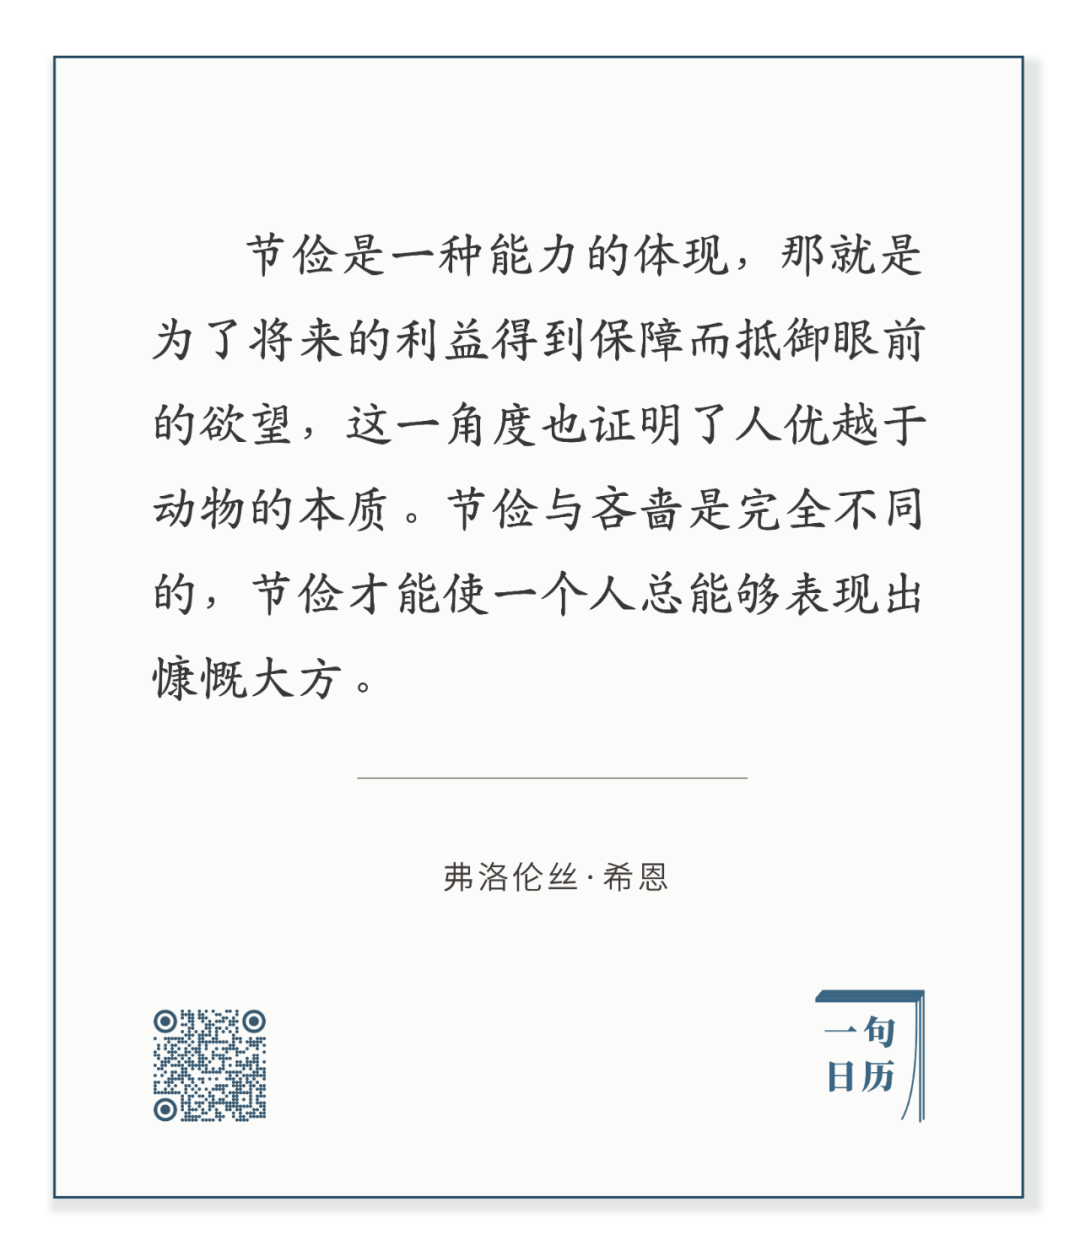 节俭是一种能力的体现，那就是
为了将来的利益得到保障而抵御眼前
的欲望，这一角度也证明了人优越于
动物的本质。节俭与吝啬是完全不同
的，节俭才能使一个人总能够表现出
慷慨大方。
弗洛伦丝·希恩
一句
日历